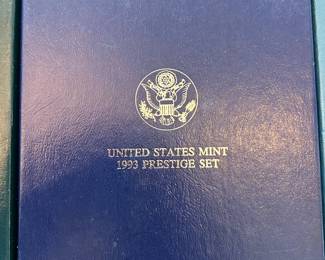 UNITED STATES MINT
1993 PRESTIGE SET